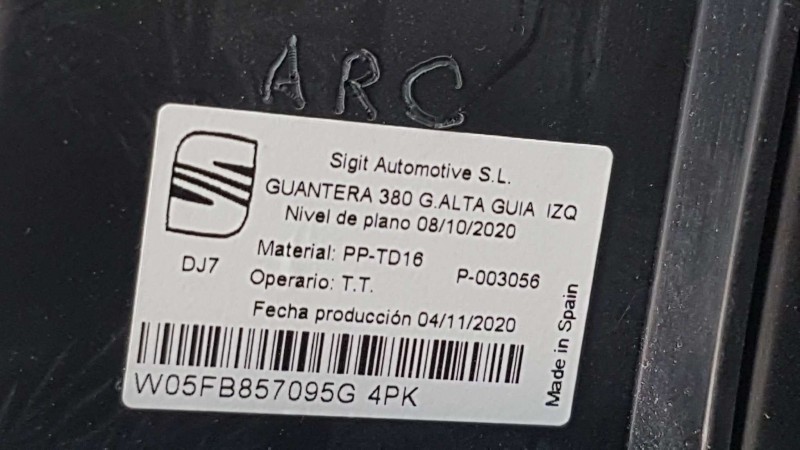 ARC
Sigit Automotive S.L.
GUANTERA 380 G.ALTA GUIA IZQ
Nivel de plano 08/10/2020
DJ7
Material: PP-TD16
P-003056
Operario: T.T.
Fecha producción 04/11/2020
Made in Spain
W05FB857095G 4PK